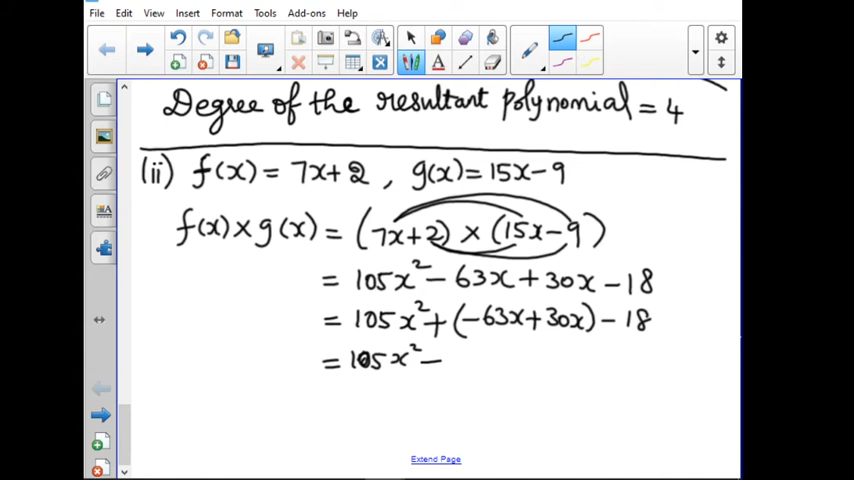 File Edit View Insert Format Tools Add-ons Help
Degree of the resultant polynomial = 4
(ii) f(x) = 7x+2 , g(x) = 15x-9
f(x) × g(x) = (7x+2) × (15x-9)
= 105x² - 63x + 30x - 18
= 105x² + (-63x+30x) - 18
= 105x² -
Extend Page